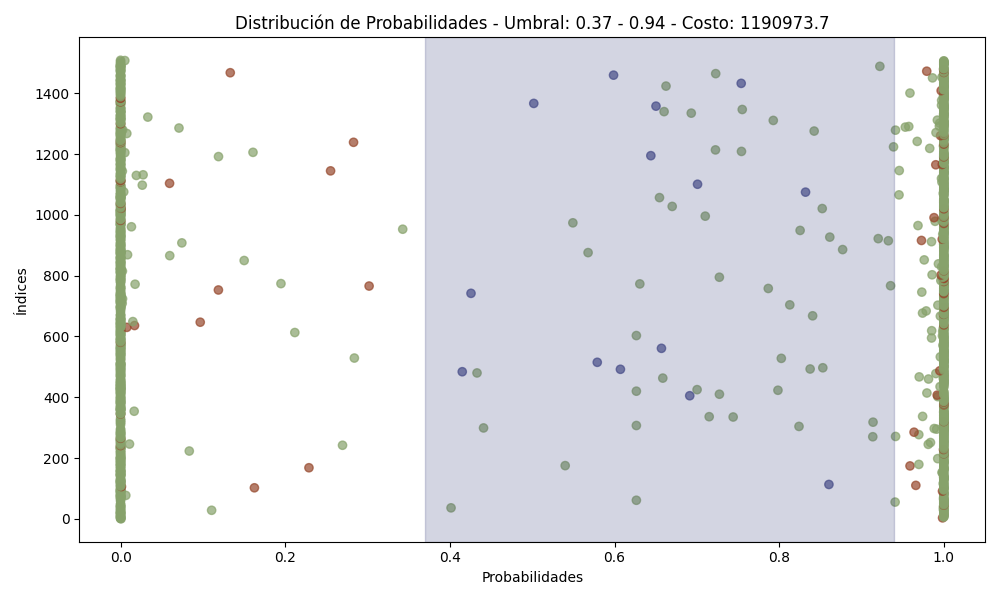 Distribución de Probabilidades - Umbral: 0.37 - 0.94 - Costo: 1190973.7
Índices
1400
1200
1000
800
600
400
200
0
0.0 0.2 0.4 0.6 0.8 1.0
Probabilidades